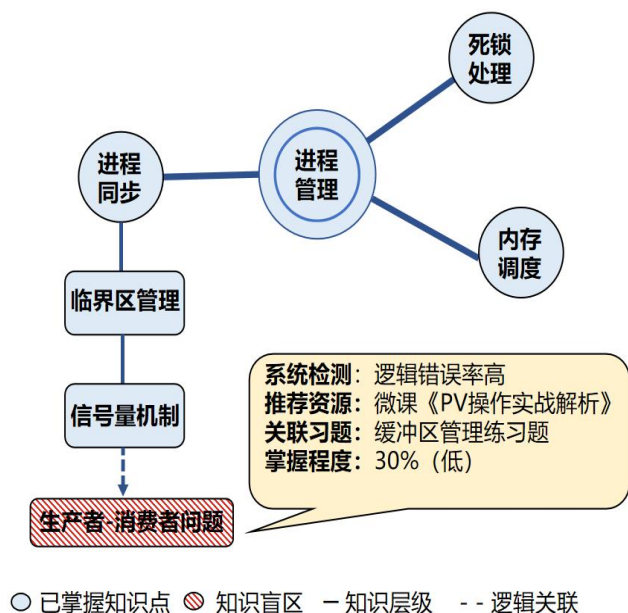 死锁
处理
进程
同步
进程
管理
内存
调度
临界区管理
信号量机制
生产者-消费者问题
系统检测：逻辑错误率高
推荐资源：微课《PV操作实战解析》
关联习题：缓冲区管理练习题
掌握程度：30%（低）
已掌握知识点 知识盲区 知识层级 逻辑关联